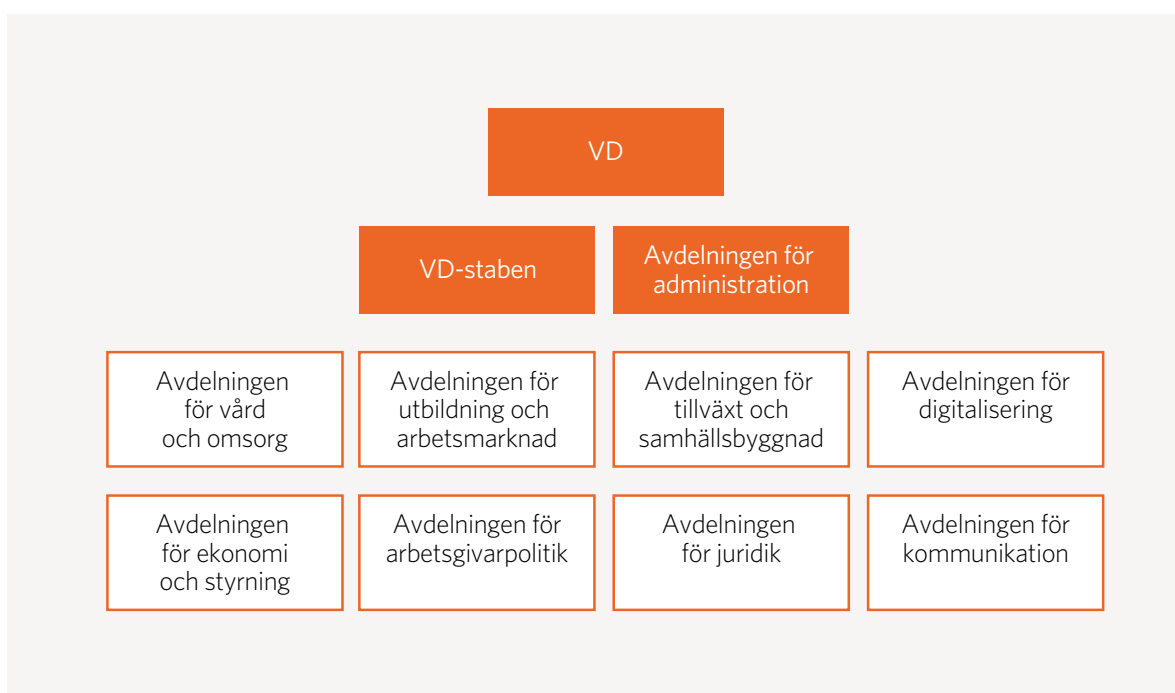 VD
VD-staben
Avdelningen för
administration
Avdelningen
för vård
och omsorg
Avdelningen för
utbildning och
arbetsmarknad
Avdelningen för
tillväxt och
samhällsbyggnad
Avdelningen för
digitalisering
Avdelningen
för ekonomi
och styrning
Avdelningen för
arbetsgivarpolitik
Avdelningen
för juridik
Avdelningen för
kommunikation